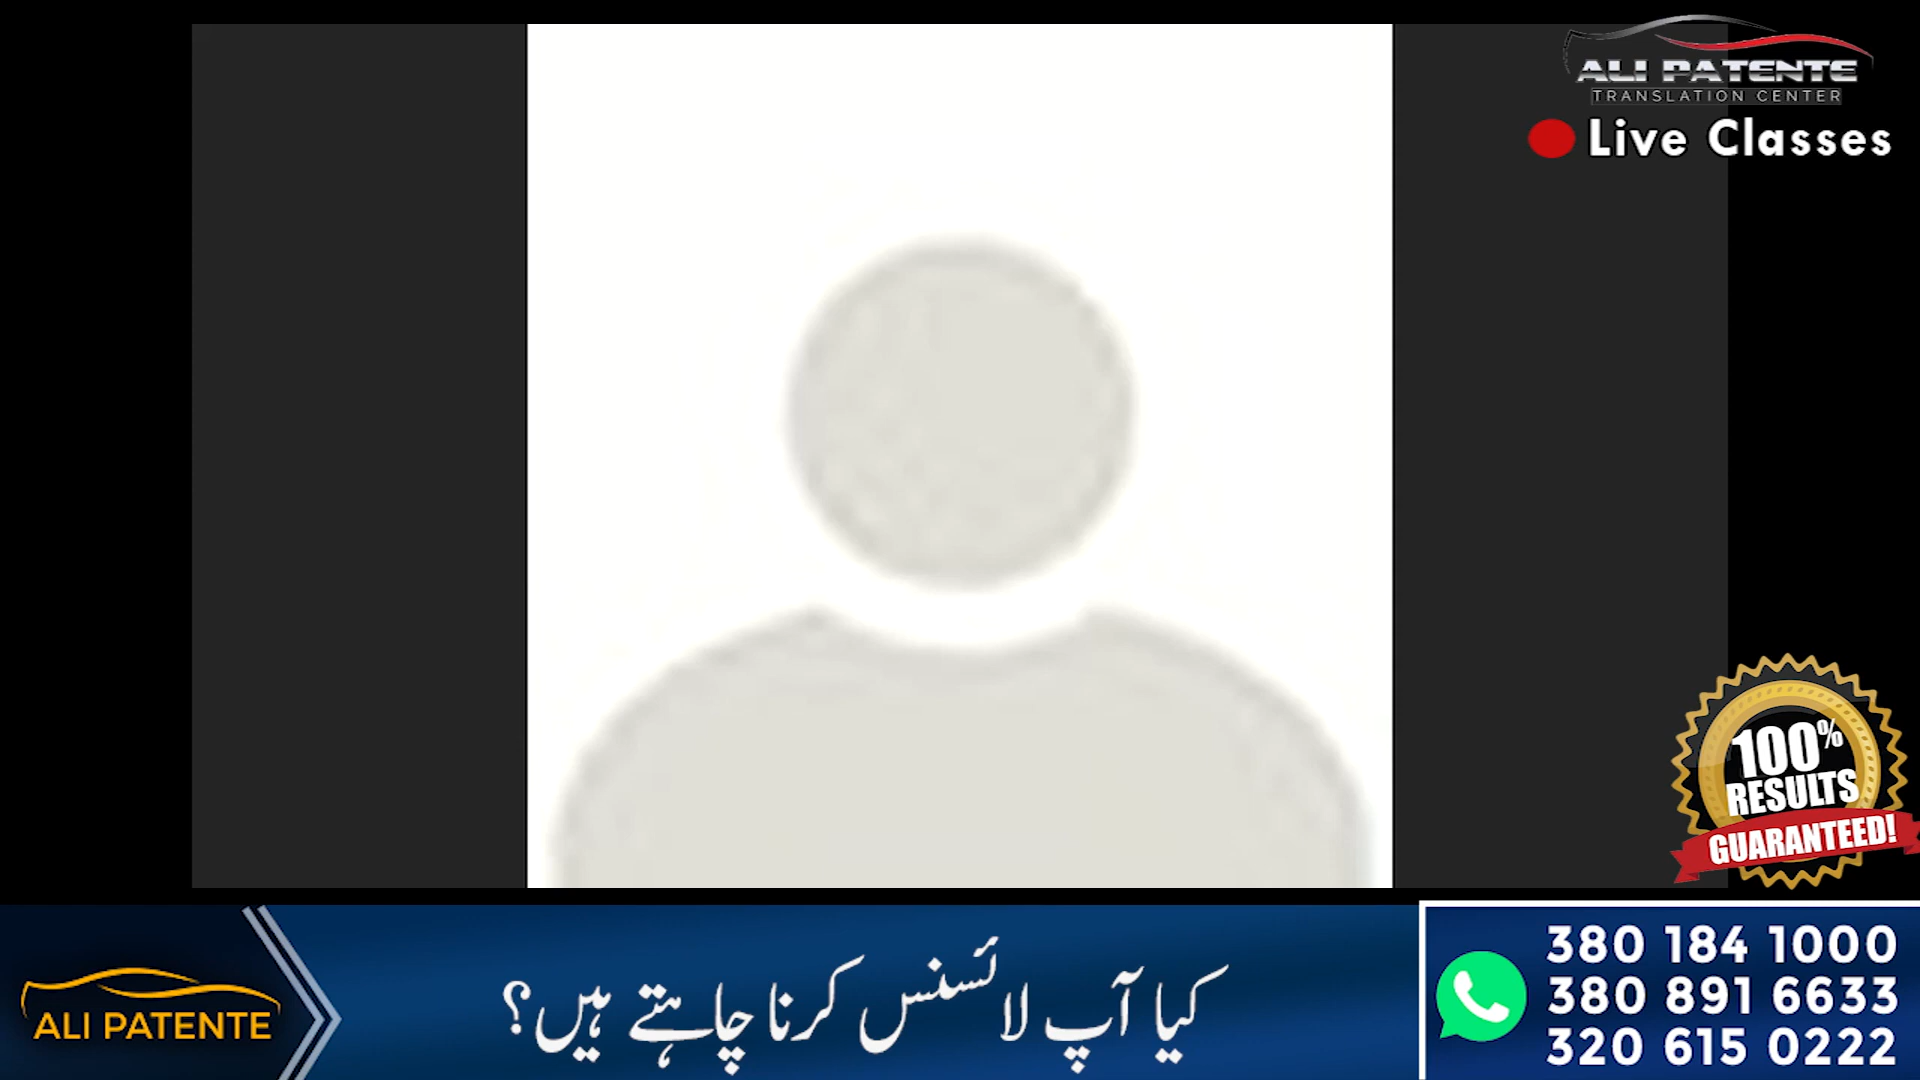 ALI PATENTE
TRANSLATION CENTER
Live Classes
100%
RESULTS
GUARANTEED!
ALI PATENTE
کیا آپ لائسنس کرنا چاہتے ہیں؟
380 184 1000
380 891 6633
320 615 0222